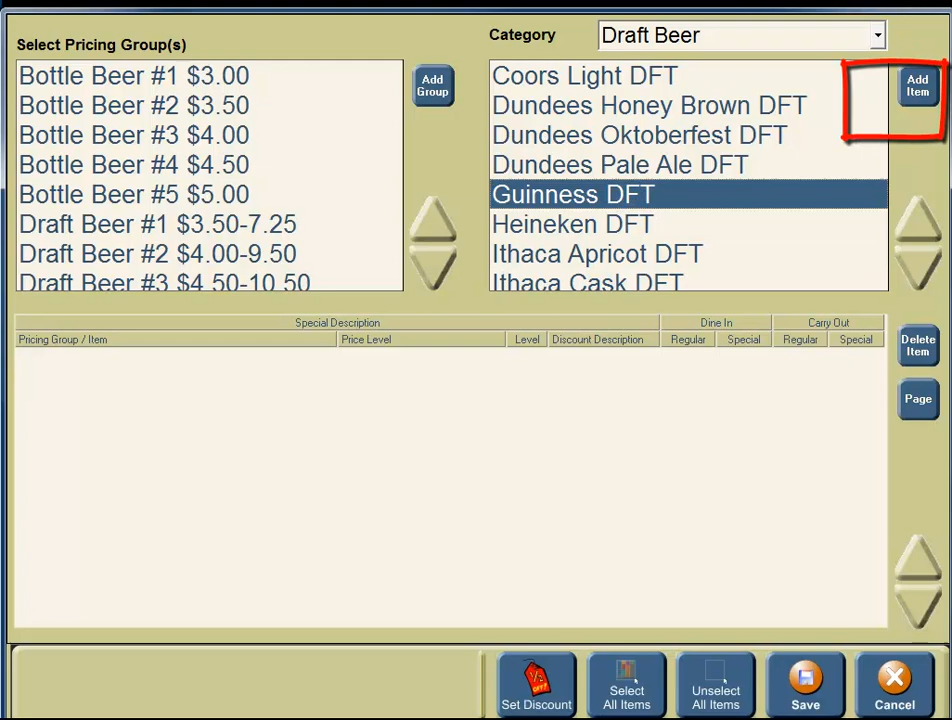 Select Pricing Group(s)
Category
Draft Beer
Bottle Beer #1 $3.00
Bottle Beer #2 $3.50
Bottle Beer #3 $4.00
Bottle Beer #4 $4.50
Bottle Beer #5 $5.00
Draft Beer #1 $3.50-7.25
Draft Beer #2 $4.00-9.50
Draft Beer #3 $4.50-10.50
Add
Group
Coors Light DFT
Dundees Honey Brown DFT
Dundees Oktoberfest DFT
Dundees Pale Ale DFT
Guinness DFT
Heineken DFT
Ithaca Apricot DFT
Ithaca Cask DFT
Add
Item
Special Description Dine In Carry Out
Pricing Group / Item Price Level Level Discount Description Regular Special Regular Special
Delete
Item
Page
1/2
OFF!
Set Discount
Select
All Items
Unselect
All Items
Save
Cancel